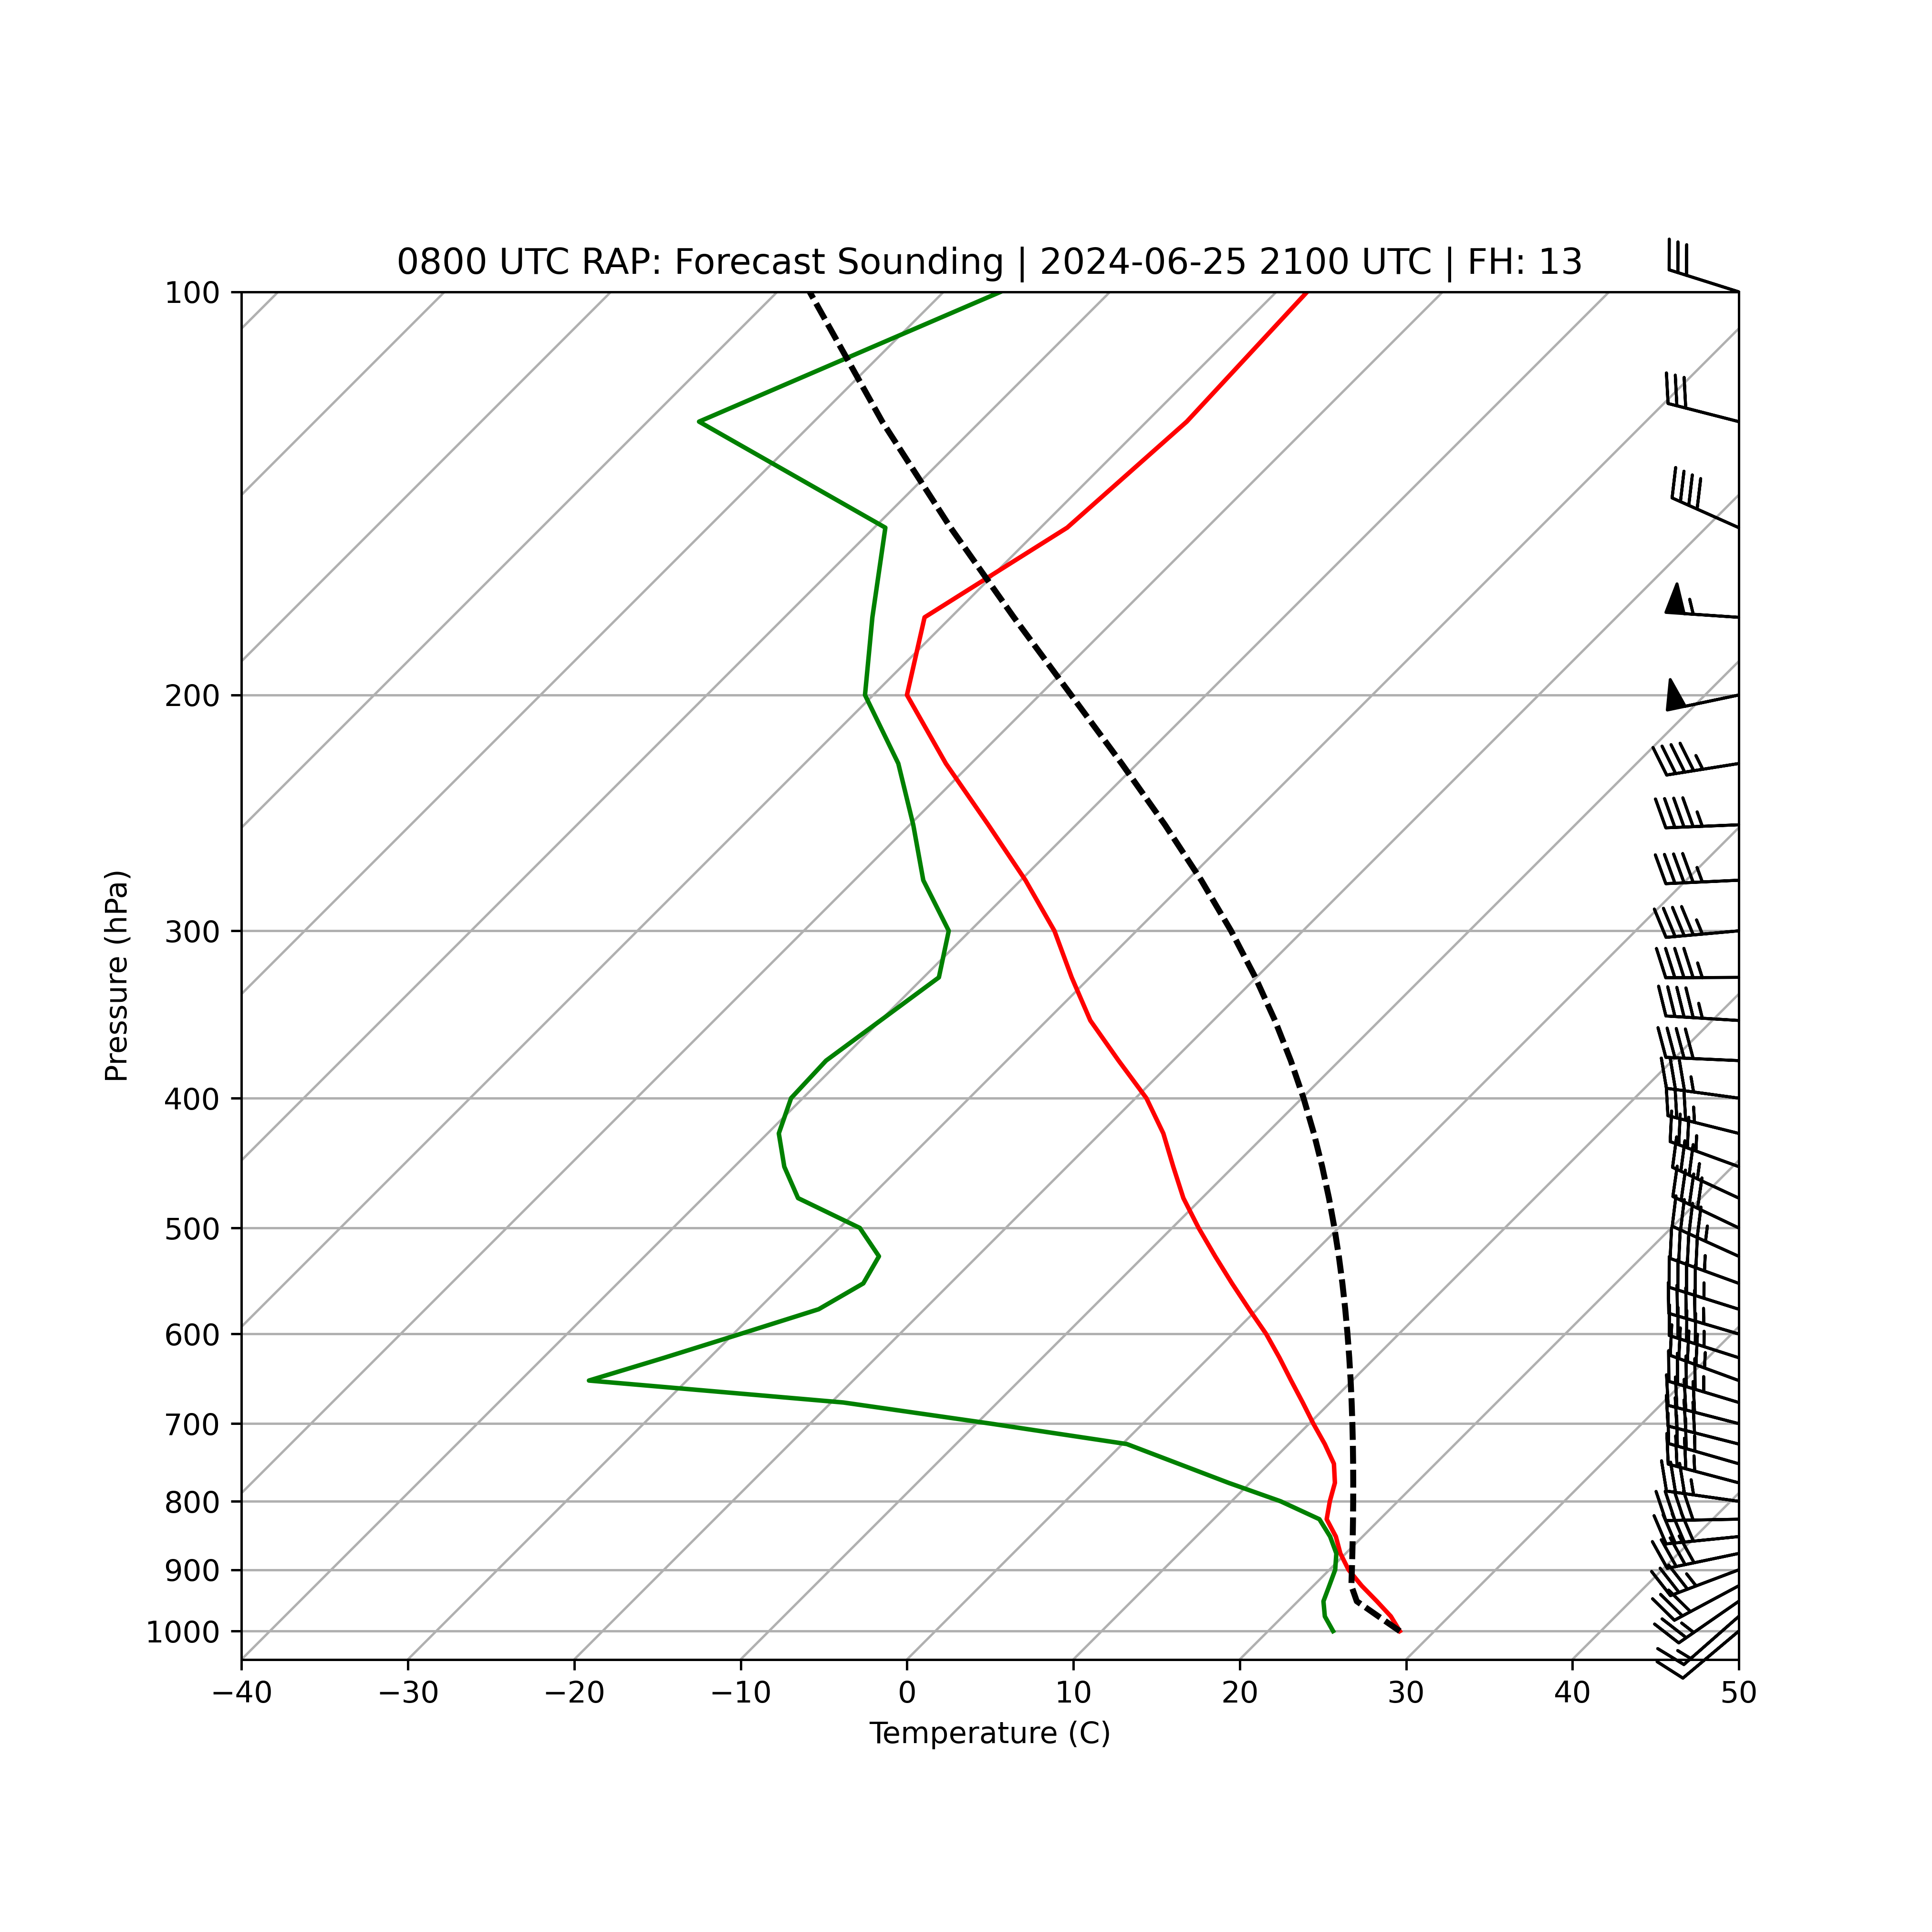 0800 UTC RAP: Forecast Sounding | 2024-06-25 2100 UTC | FH: 13
100
200
300
400
500
600
700
800
900
1000
Pressure (hPa)
−40 −30 −20 −10 0 10 20 30 40 50
Temperature (C)